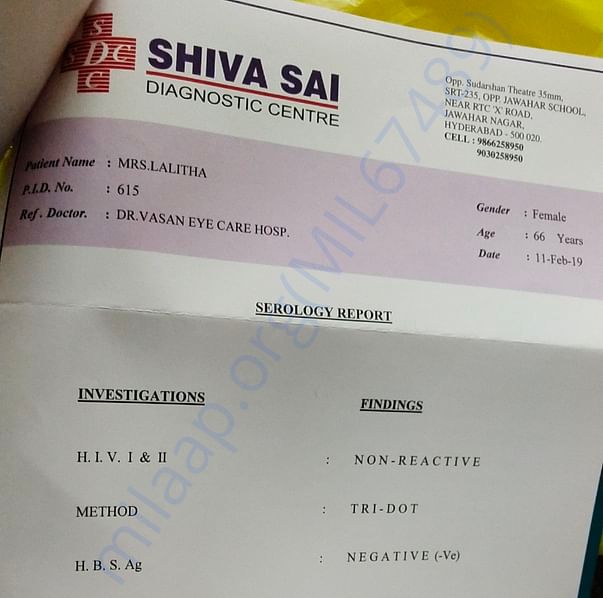 S
SDC
C
SHIVA SAI
DIAGNOSTIC CENTRE
Opp. Sudarshan Theatre 35mm,
SRT-235, OPP. JAWAHAR SCHOOL,
NEAR RTC 'X' ROAD,
JAWAHAR NAGAR,
HYDERABAD - 500 020.
CELL : 9866258950
9030258950
Patient Name : MRS.LALITHA
P.I.D. No. : 615
Ref. Doctor. : DR.VASAN EYE CARE HOSP.
Gender : Female
Age : 66 Years
Date : 11-Feb-19
SEROLOGY REPORT
INVESTIGATIONS FINDINGS
H. I. V. I & II : NON-REACTIVE
METHOD : TRI-DOT
H. B. S. Ag : NEGATIVE (-Ve)
milaap.org(MIL67489)